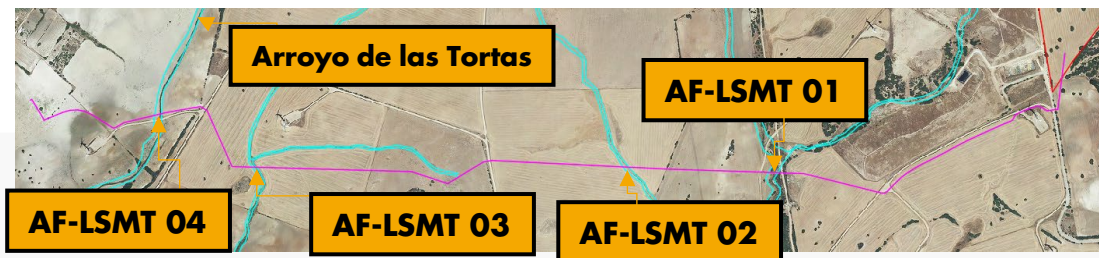 Arroyo de las Tortas
AF-LSMT 01
AF-LSMT 04
AF-LSMT 03
AF-LSMT 02